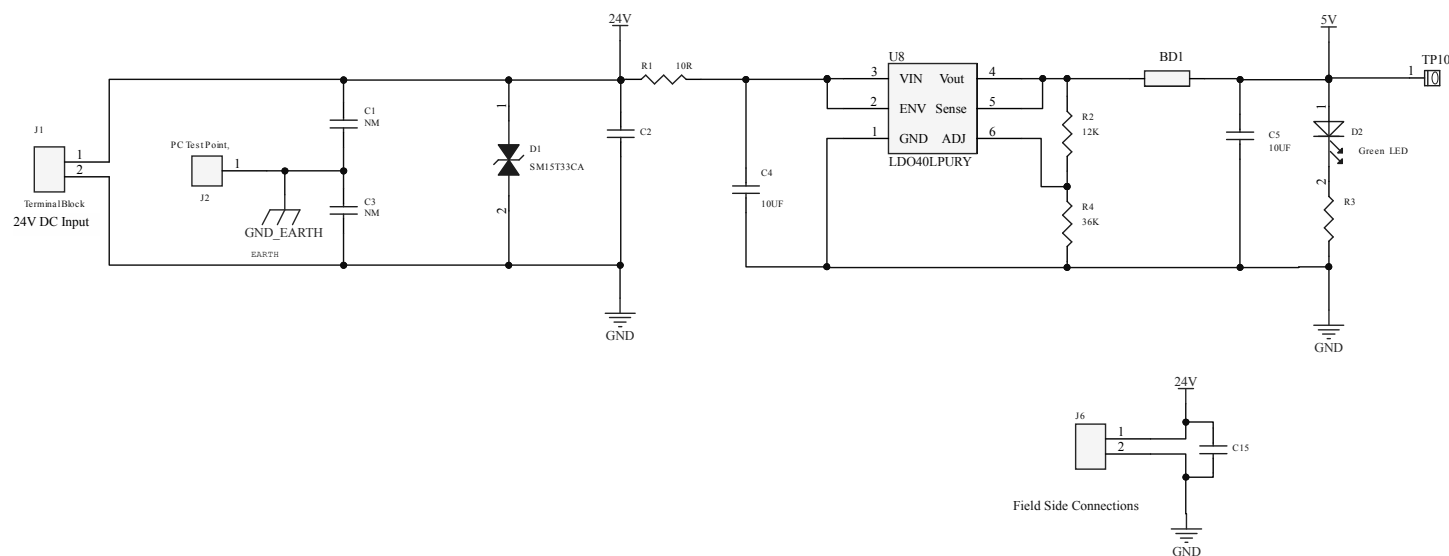 24V
5V
R1 10R
U8
BD1
TP10
3 VIN Vout 4
1
2 ENV Sense 5
1 GND ADJ 6
LDO40LPURY
C1
NM
1
J1
1
2
Terminal Block
24V DC Input
PC Test Point,
1
J2
GND_EARTH
EARTH
C3
NM
D1
SM15T33CA
2
C2
C4
10UF
R2
12K
R4
36K
C5
10UF
1
D2
Green LED
2
R3
GND
GND
24V
J6
1
2
C15
Field Side Connections
GND